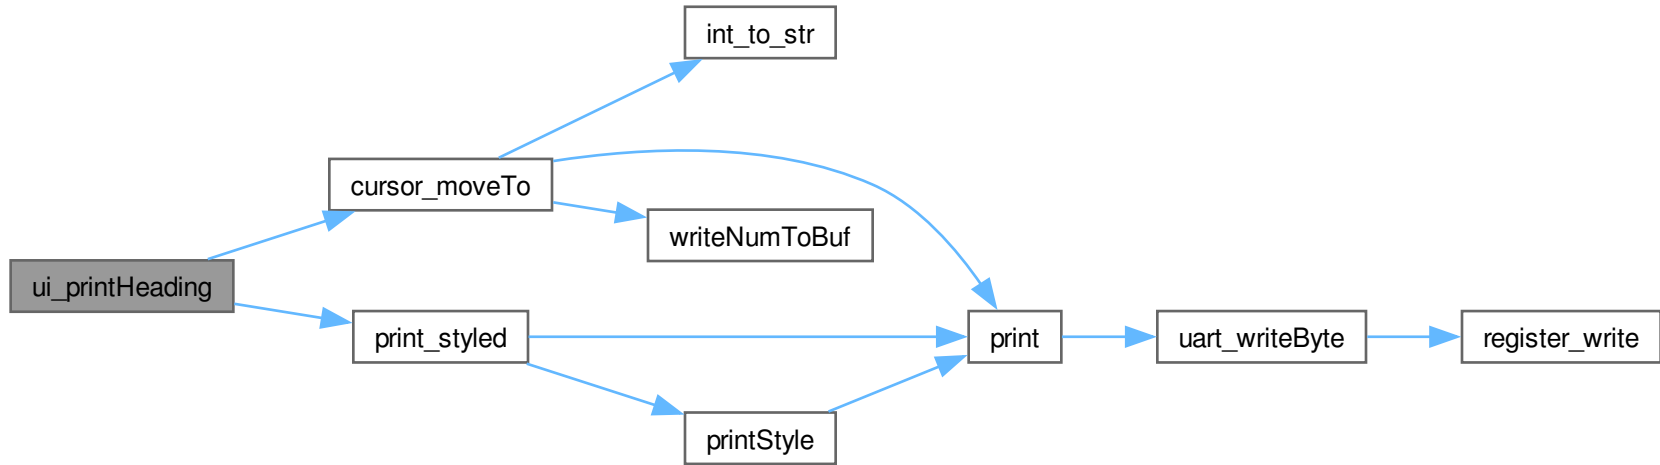 int_to_str
cursor_moveTo
writeNumToBuf
ui_printHeading
print_styled
print
uart_writeByte
register_write
printStyle